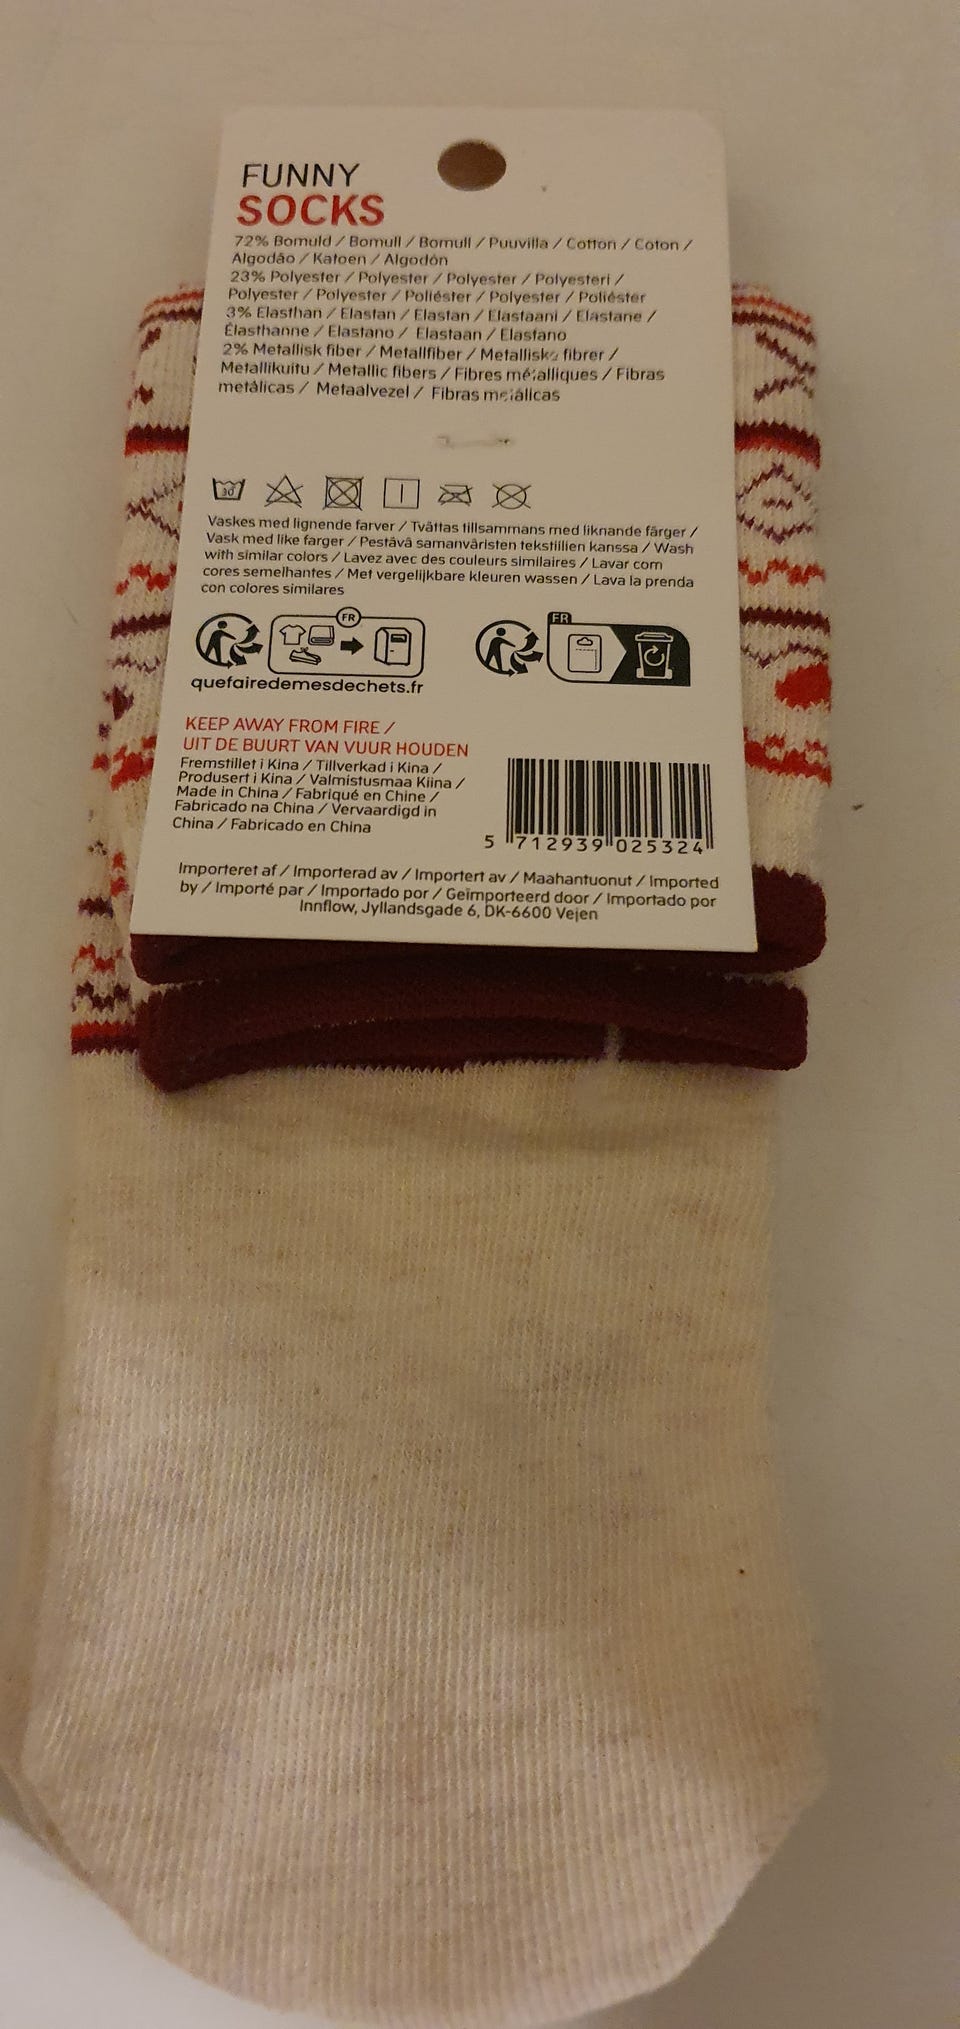 FUNNY
SOCKS
72% Bomuld / Bomull / Bomull / Puuvilla / Cotton / Coton /
Algodão / Katoen / Algodón
23% Polyester / Polyester / Polyester / Polyesteri /
Polyester / Polyester / Poliéster / Polyester / Poliéster
3% Elasthan / Elastan / Elastan / Elastaani / Elastane /
Élasthanne / Elastano / Elastaan / Elastano
2% Metallisk fiber / Metallfiber / Metalliske fibrer /
Metallikuitu / Metallic fibers / Fibres métalliques / Fibras
metálicas / Metaalvezel / Fibras metálicas
30
Vaskes med lignende farver / Tvättas tillsammans med liknande färger /
Vask med like farger / Pestävä samanväristen tekstiilien kanssa / Wash
with similar colors / Lavez avec des couleurs similaires / Lavar com
cores semelhantes / Met vergelijkbare kleuren wassen / Lava la prenda
con colores similares
FR
FR
quefairedemesdechets.fr
KEEP AWAY FROM FIRE /
UIT DE BUURT VAN VUUR HOUDEN
Fremstillet i Kina / Tillverkad i Kina /
Produsert i Kina / Valmistusmaa Kiina /
Made in China / Fabriqué en Chine /
Fabricado na China / Vervaardigd in
China / Fabricado en China
5 712939 025324
Importeret af / Importerad av / Importert av / Maahantuonut / Imported
by / Importé par / Importado por / Geïmporteerd door / Importado por
Innflow, Jyllandsgade 6, DK-6600 Vejen